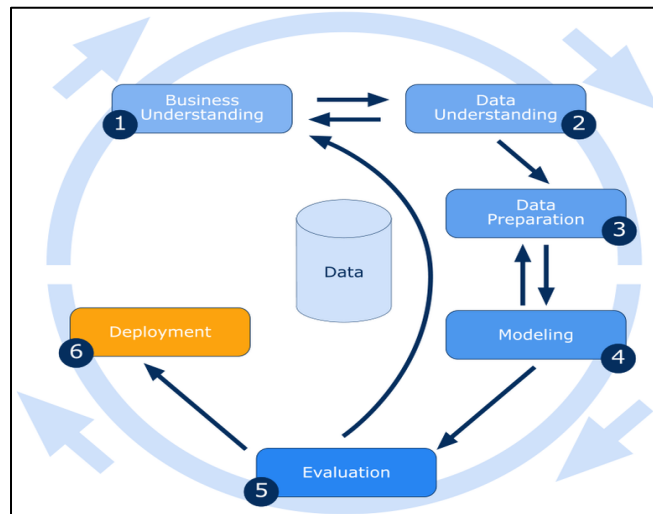 Business
Understanding
1
Data
Understanding
2
Data
Preparation
3
Data
Modeling
4
Deployment
6
Evaluation
5